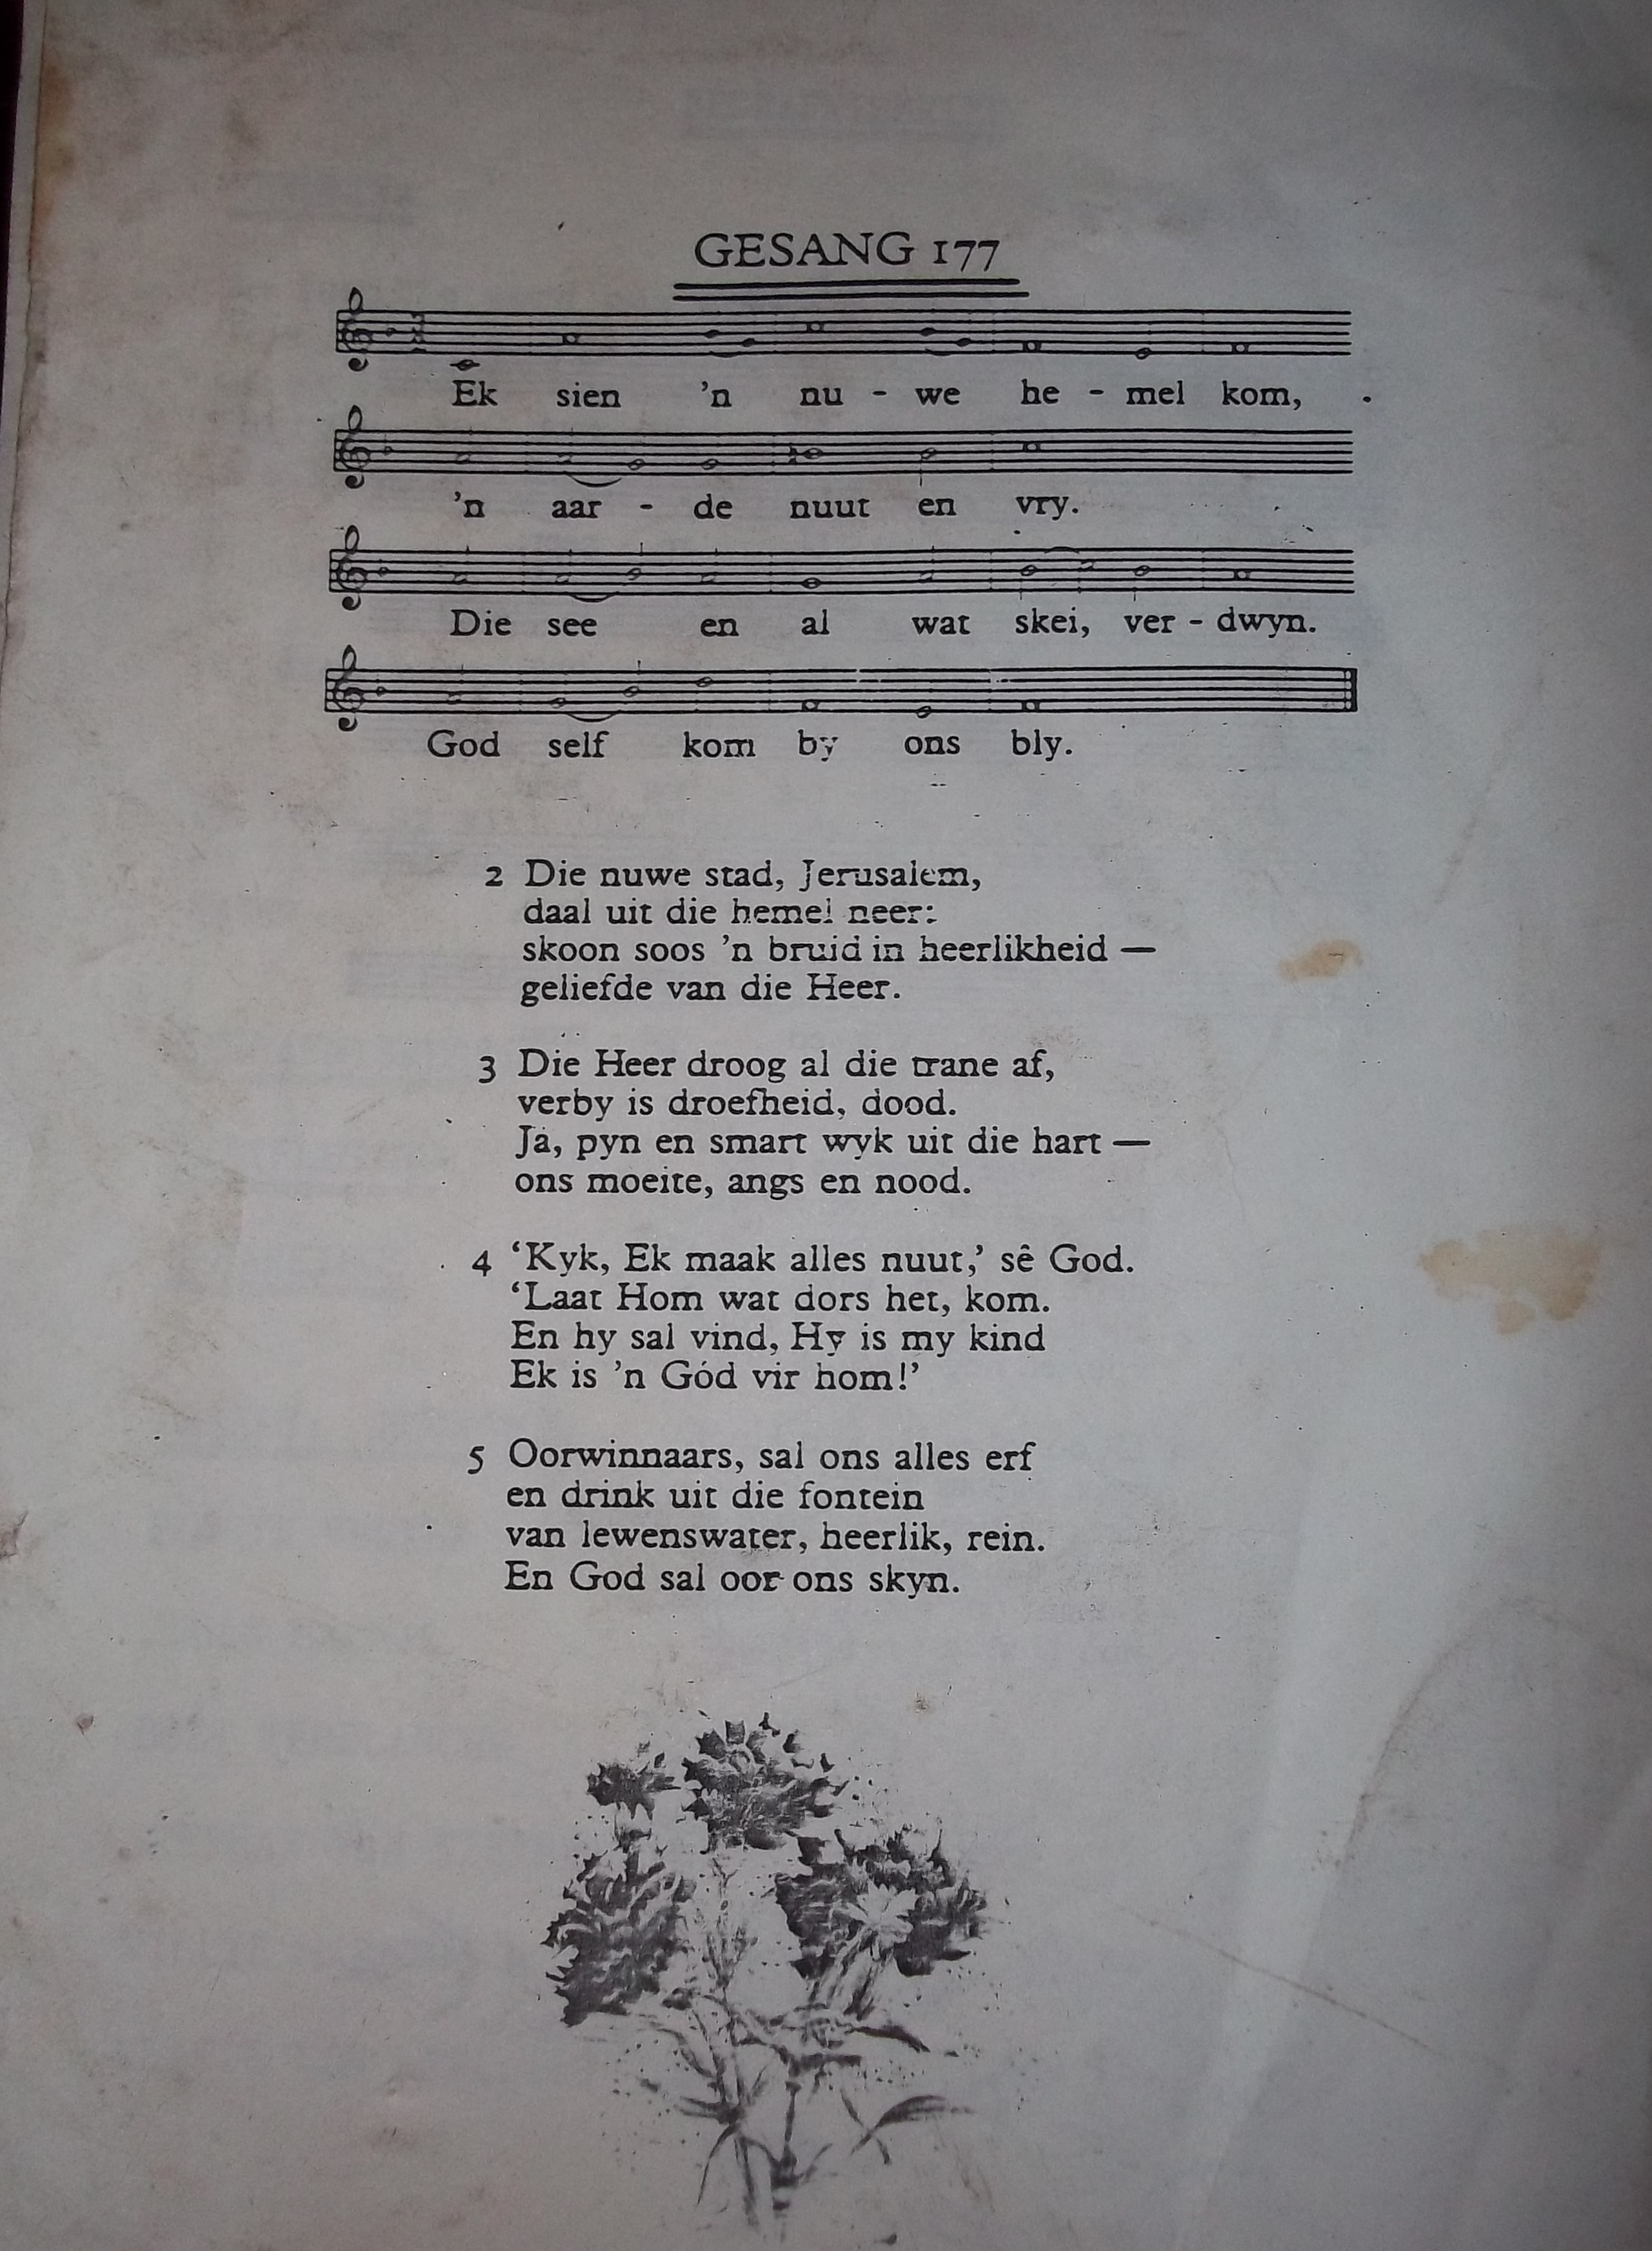 GESANG 177
Ek sien 'n nu - we he - mel kom,
'n aar - de nuut en vry.
Die see en al wat skei, ver - dwyn.
God self kom by ons bly.
2 Die nuwe stad, Jerusalem,
daal uit die hemel neer:
skoon soos 'n bruid in heerlikheid —
geliefde van die Heer.
3 Die Heer droog al die trane af,
verby is droefheid, dood.
Ja, pyn en smart wyk uit die hart —
ons moeite, angs en nood.
4 ‘Kyk, Ek maak alles nuut,’ sê God.
‘Laat Hom wat dors het, kom.
En hy sal vind, Hy is my kind
Ek is 'n Gód vir hom!’
5 Oorwinnaars, sal ons alles erf
en drink uit die fontein
van lewenswater, heerlik, rein.
En God sal oor ons skyn.